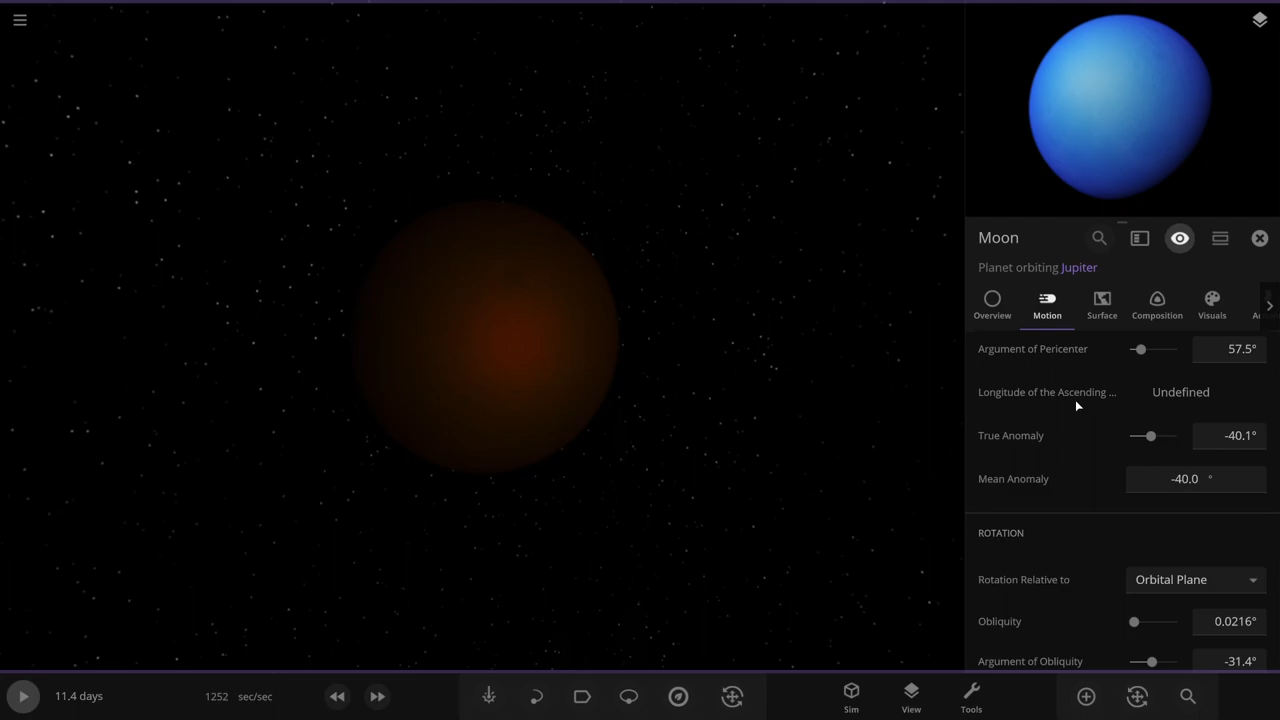 Moon
Planet orbiting Jupiter
Overview Motion Surface Composition Visuals
Argument of Pericenter 57.5°
Longitude of the Ascending ... Undefined
True Anomaly -40.1°
Mean Anomaly -40.0 °
ROTATION
Rotation Relative to Orbital Plane
Obliquity 0.0216°
Argument of Obliquity -31.4°
11.4 days 1252 sec/sec Sim View Tools